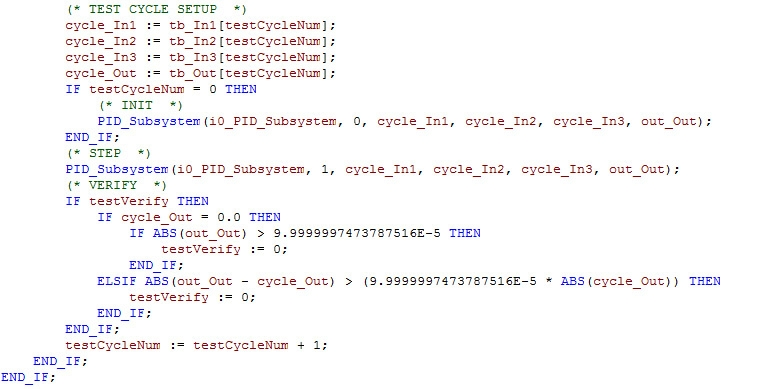 (* TEST CYCLE SETUP  *)
cycle_In1 := tb_In1[testCycleNum];
cycle_In2 := tb_In2[testCycleNum];
cycle_In3 := tb_In3[testCycleNum];
cycle_Out := tb_Out[testCycleNum];
IF testCycleNum = 0 THEN
(* INIT  *)
PID_Subsystem(i0_PID_Subsystem, 0, cycle_In1, cycle_In2, cycle_In3, out_Out);
END_IF;
(* STEP  *)
PID_Subsystem(i0_PID_Subsystem, 1, cycle_In1, cycle_In2, cycle_In3, out_Out);
(* VERIFY  *)
IF testVerify THEN
IF cycle_Out = 0.0 THEN
IF ABS(out_Out) > 9.9999997473787516E-5 THEN
testVerify := 0;
END_IF;
ELSIF ABS(out_Out - cycle_Out) > (9.9999997473787516E-5 * ABS(cycle_Out)) THEN
testVerify := 0;
END_IF;
END_IF;
testCycleNum := testCycleNum + 1;
END_IF;
END_IF;